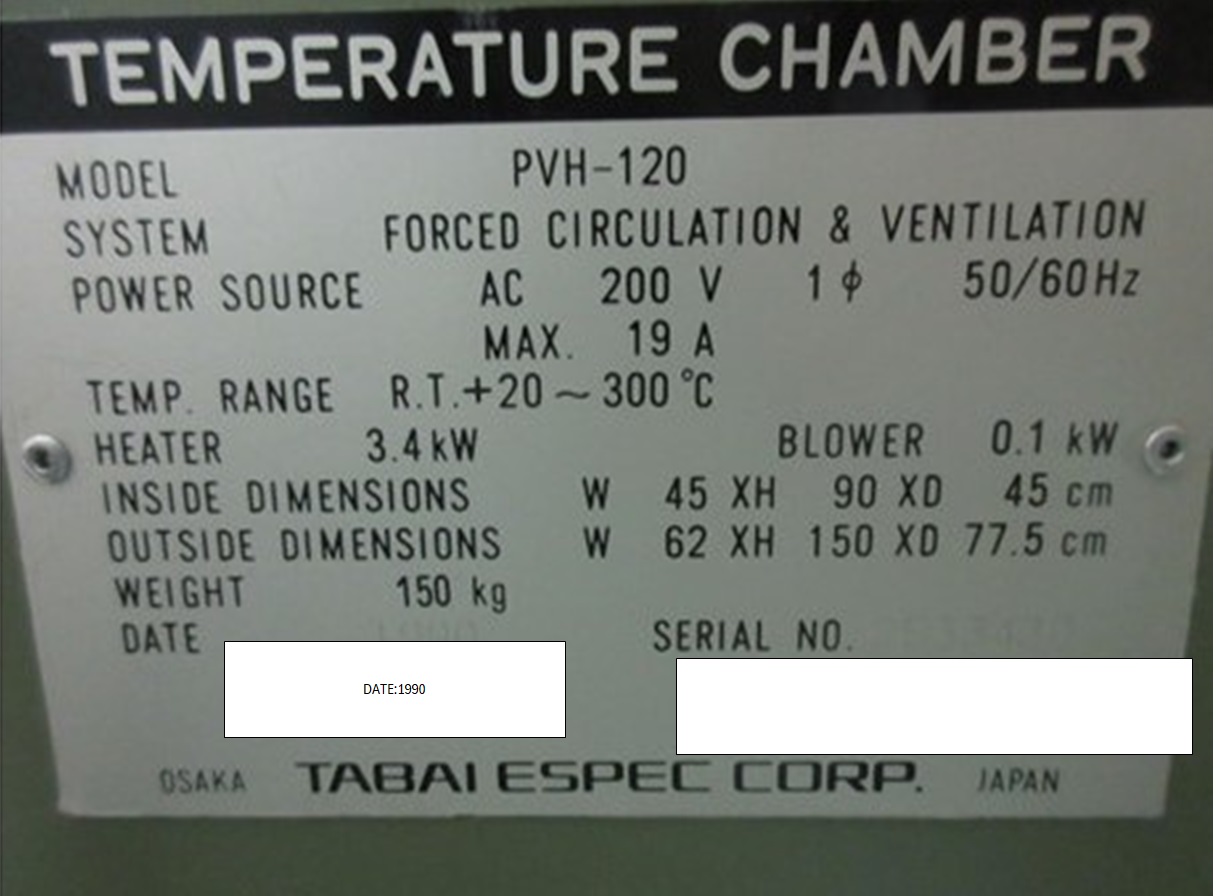 TEMPERATURE CHAMBER
MODEL PVH-120
SYSTEM FORCED CIRCULATION & VENTILATION
POWER SOURCE AC 200 V 1 ϕ 50/60 Hz
MAX. 19 A
TEMP. RANGE R.T.+20 ~ 300 °C
HEATER 3.4 kW BLOWER 0.1 kW
INSIDE DIMENSIONS W 45 XH 90 XD 45 cm
OUTSIDE DIMENSIONS W 62 XH 150 XD 77.5 cm
WEIGHT 150 kg
DATE SERIAL NO.
DATE:1990
OSAKA TABAI ESPEC CORP. JAPAN